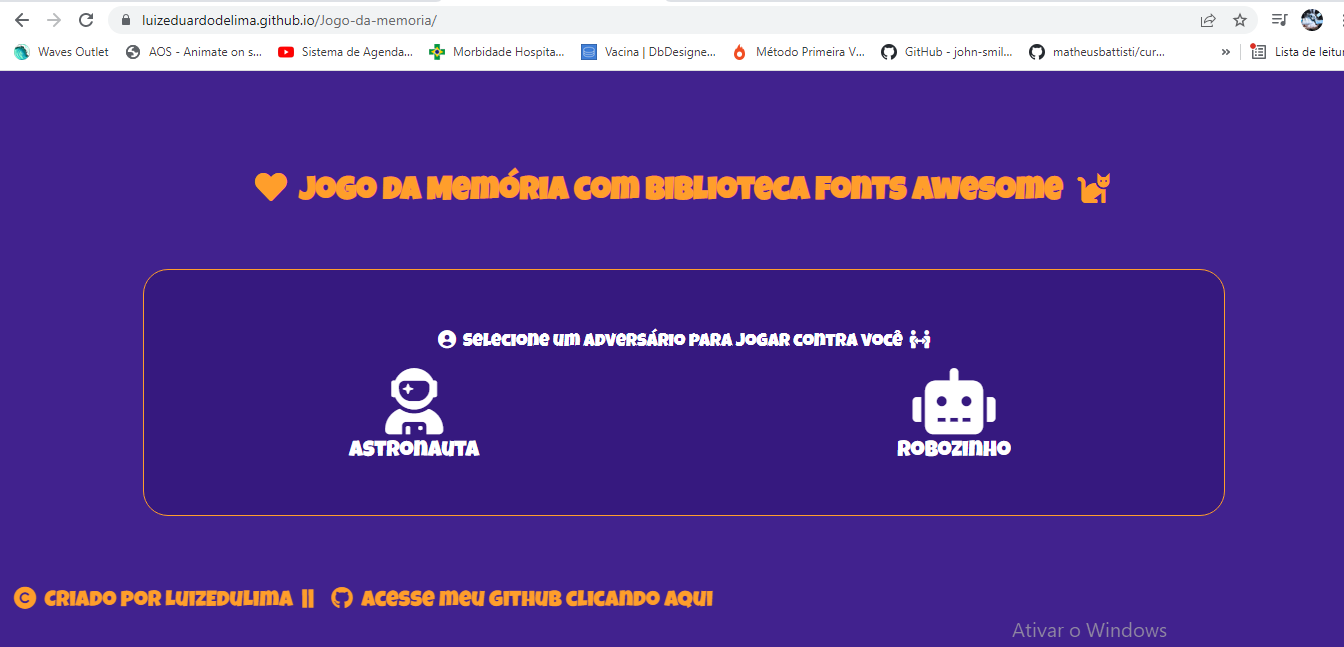 luizeduardodelima.github.io/Jogo-da-memoria/
Waves Outlet AOS - Animate on s... Sistema de Agenda... Morbidade Hospita... Vacina | DbDesigne... Método Primeira V... GitHub - john-smil... matheusbattisti/cur... » Lista de leitu
Jogo da Memória com biblioteca Fonts Awesome
Selecione um adversário para jogar contra você
Astronauta Robozinho
Criado por Luizedulima || Acesse meu Github clicando aqui
Ativar o Windows